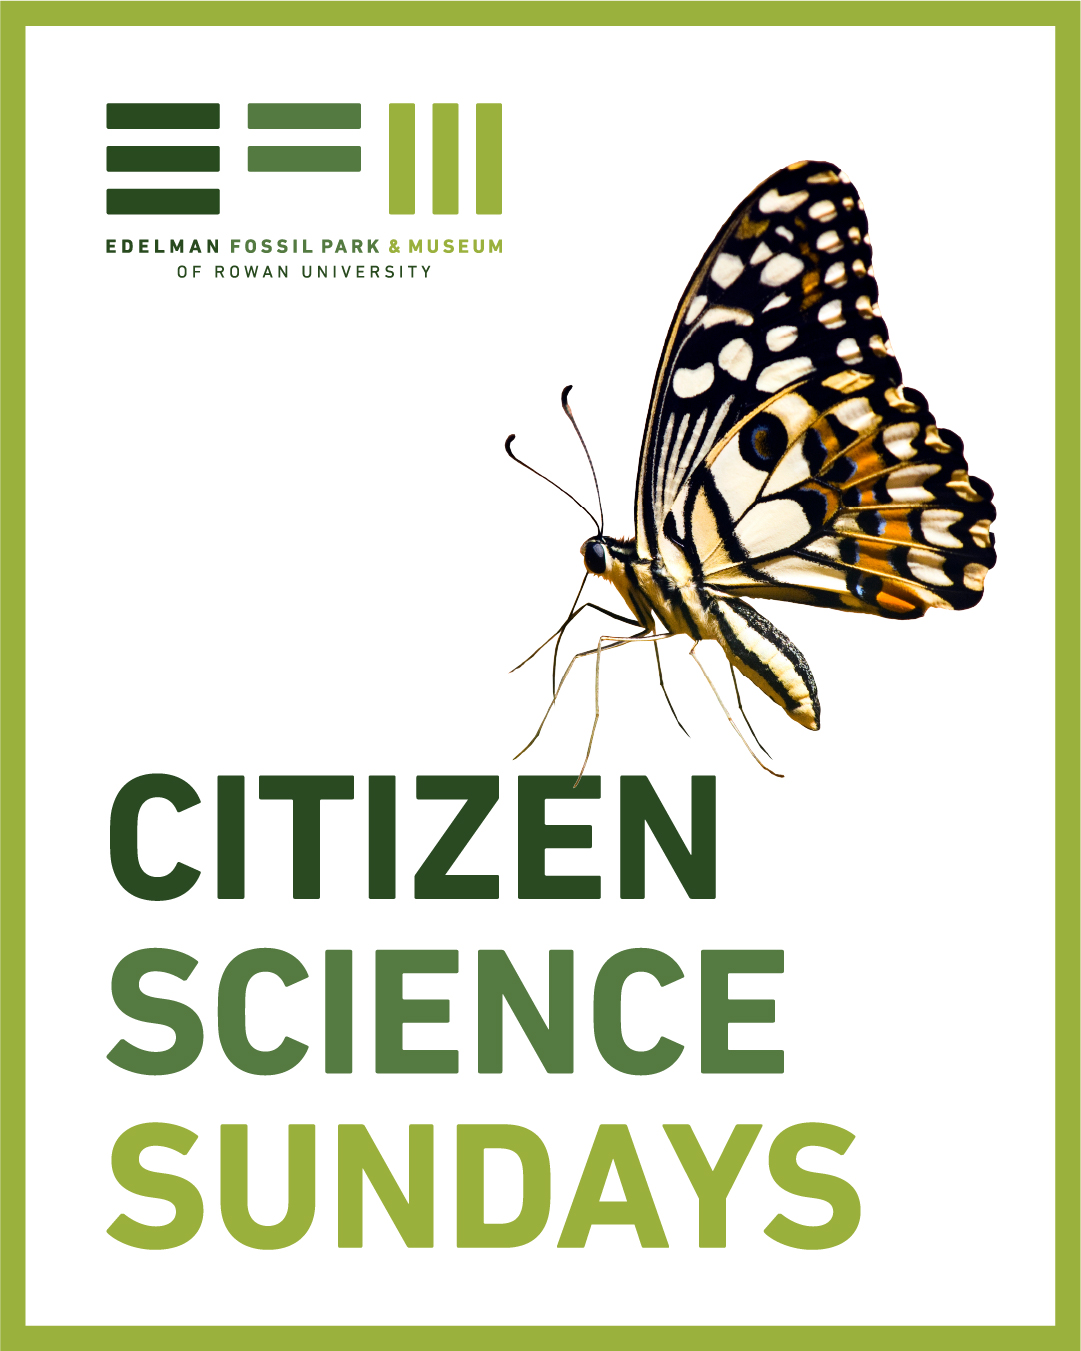 EDELMAN FOSSIL PARK & MUSEUM
OF ROWAN UNIVERSITY
CITIZEN
SCIENCE
SUNDAYS